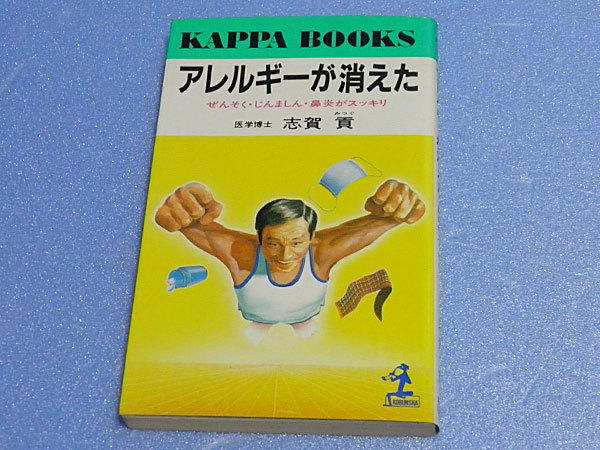 KAPPA BOOKS
アレルギーが消えた
ぜんそく・じんましん・鼻炎がスッキリ
みつぐ
医学博士 志賀 貢
KOBUNSHA